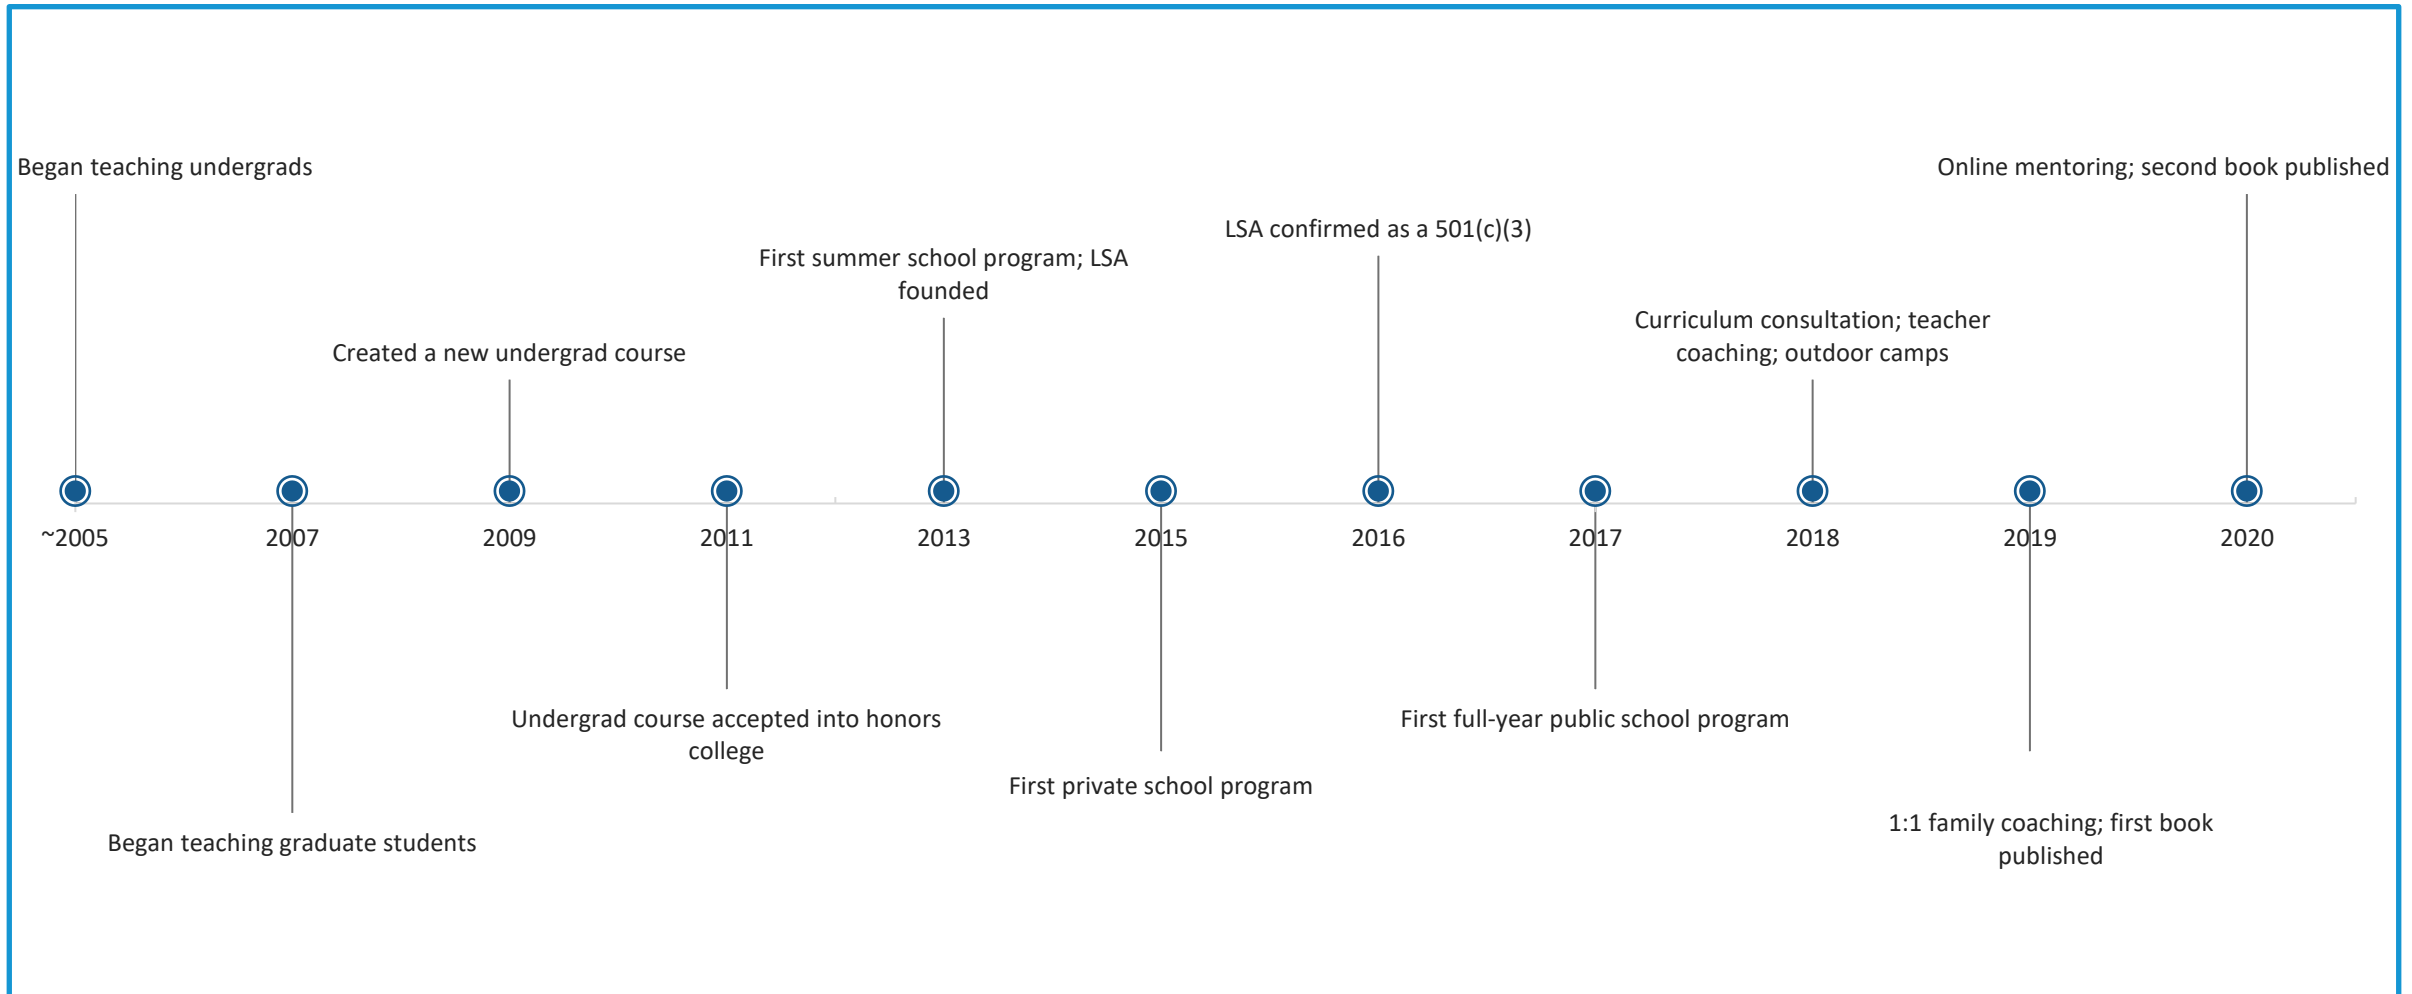 Began teaching undergrads
Online mentoring; second book published
LSA confirmed as a 501(c)(3)
First summer school program; LSA
founded
Curriculum consultation; teacher
coaching; outdoor camps
Created a new undergrad course
~2005
2007
2009
2011
2013
2015
2016
2017
2018
2019
2020
Undergrad course accepted into honors
college
First full-year public school program
First private school program
Began teaching graduate students
1:1 family coaching; first book
published